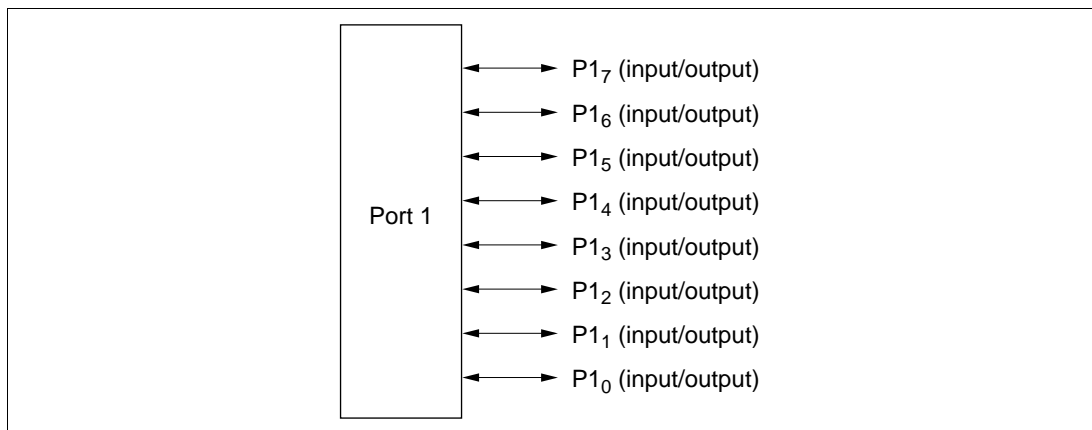 P1₇ (input/output)
P1₆ (input/output)
P1₅ (input/output)
P1₄ (input/output)
Port 1
P1₃ (input/output)
P1₂ (input/output)
P1₁ (input/output)
P1₀ (input/output)